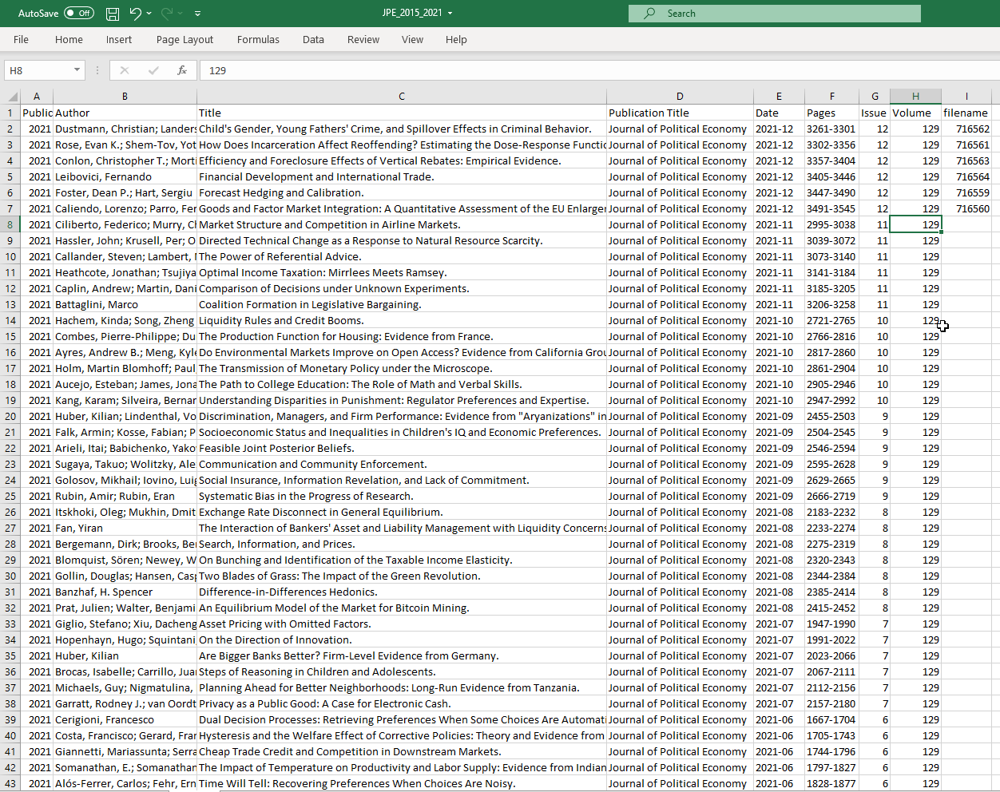 AutoSave Off JPE_2015_2021 Search
File Home Insert Page Layout Formulas Data Review View Help
H8 fx 129
A B C D E F G H I
1 Public Author Title Publication Title Date Pages Issue Volume filename
2 2021 Dustmann, Christian; Landers Child's Gender, Young Fathers' Crime, and Spillover Effects in Criminal Behavior. Journal of Political Economy 2021-12 3261-3301 12 129 716562
3 2021 Rose, Evan K.; Shem-Tov, Yot How Does Incarceration Affect Reoffending? Estimating the Dose-Response Functio Journal of Political Economy 2021-12 3302-3356 12 129 716561
4 2021 Conlon, Christopher T.; Morti Efficiency and Foreclosure Effects of Vertical Rebates: Empirical Evidence. Journal of Political Economy 2021-12 3357-3404 12 129 716563
5 2021 Leibovici, Fernando Financial Development and International Trade. Journal of Political Economy 2021-12 3405-3446 12 129 716564
6 2021 Foster, Dean P.; Hart, Sergiu Forecast Hedging and Calibration. Journal of Political Economy 2021-12 3447-3490 12 129 716559
7 2021 Caliendo, Lorenzo; Parro, Fer Goods and Factor Market Integration: A Quantitative Assessment of the EU Enlarger Journal of Political Economy 2021-12 3491-3545 12 129 716560
8 2021 Ciliberto, Federico; Murry, Ch Market Structure and Competition in Airline Markets. Journal of Political Economy 2021-11 2995-3038 11 129
9 2021 Hassler, John; Krusell, Per; O Directed Technical Change as a Response to Natural Resource Scarcity. Journal of Political Economy 2021-11 3039-3072 11 129
10 2021 Callander, Steven; Lambert, The Power of Referential Advice. Journal of Political Economy 2021-11 3073-3140 11 129
11 2021 Heathcote, Jonathan; Tsujiya Optimal Income Taxation: Mirrlees Meets Ramsey. Journal of Political Economy 2021-11 3141-3184 11 129
12 2021 Caplin, Andrew; Martin, Dani Comparison of Decisions under Unknown Experiments. Journal of Political Economy 2021-11 3185-3205 11 129
13 2021 Battaglini, Marco Coalition Formation in Legislative Bargaining. Journal of Political Economy 2021-11 3206-3258 11 129
14 2021 Hachem, Kinda; Song, Zheng Liquidity Rules and Credit Booms. Journal of Political Economy 2021-10 2721-2765 10 129
15 2021 Combes, Pierre-Philippe; Du The Production Function for Housing: Evidence from France. Journal of Political Economy 2021-10 2766-2816 10 129
16 2021 Ayres, Andrew B.; Meng, Kyle Do Environmental Markets Improve on Open Access? Evidence from California Grou Journal of Political Economy 2021-10 2817-2860 10 129
17 2021 Holm, Martin Blomhoff; Paul The Transmission of Monetary Policy under the Microscope. Journal of Political Economy 2021-10 2861-2904 10 129
18 2021 Aucejo, Esteban; James, Jona The Path to College Education: The Role of Math and Verbal Skills. Journal of Political Economy 2021-10 2905-2946 10 129
19 2021 Kang, Karam; Silveira, Bernar Understanding Disparities in Punishment: Regulator Preferences and Expertise. Journal of Political Economy 2021-10 2947-2992 10 129
20 2021 Huber, Kilian; Lindenthal, Vo Discrimination, Managers, and Firm Performance: Evidence from "Aryanizations" in Journal of Political Economy 2021-09 2455-2503 9 129
21 2021 Falk, Armin; Kosse, Fabian; P Socioeconomic Status and Inequalities in Children's IQ and Economic Preferences. Journal of Political Economy 2021-09 2504-2545 9 129
22 2021 Arieli, Itai; Babichenko, Yako Feasible Joint Posterior Beliefs. Journal of Political Economy 2021-09 2546-2594 9 129
23 2021 Sugaya, Takuo; Wolitzky, Ale Communication and Community Enforcement. Journal of Political Economy 2021-09 2595-2628 9 129
24 2021 Golosov, Mikhail; Iovino, Luig Social Insurance, Information Revelation, and Lack of Commitment. Journal of Political Economy 2021-09 2629-2665 9 129
25 2021 Rubin, Amir; Rubin, Eran Systematic Bias in the Progress of Research. Journal of Political Economy 2021-09 2666-2719 9 129
26 2021 Itskhoki, Oleg; Mukhin, Dmit Exchange Rate Disconnect in General Equilibrium. Journal of Political Economy 2021-08 2183-2232 8 129
27 2021 Fan, Yiran The Interaction of Bankers' Asset and Liability Management with Liquidity Concerns Journal of Political Economy 2021-08 2233-2274 8 129
28 2021 Bergemann, Dirk; Brooks, Be Search, Information, and Prices. Journal of Political Economy 2021-08 2275-2319 8 129
29 2021 Blomquist, Sören; Newey, W On Bunching and Identification of the Taxable Income Elasticity. Journal of Political Economy 2021-08 2320-2343 8 129
30 2021 Gollin, Douglas; Hansen, Casp Two Blades of Grass: The Impact of the Green Revolution. Journal of Political Economy 2021-08 2344-2384 8 129
31 2021 Banzhaf, H. Spencer Difference-in-Differences Hedonics. Journal of Political Economy 2021-08 2385-2414 8 129
32 2021 Prat, Julien; Walter, Benjami An Equilibrium Model of the Market for Bitcoin Mining. Journal of Political Economy 2021-08 2415-2452 8 129
33 2021 Giglio, Stefano; Xiu, Dacheng Asset Pricing with Omitted Factors. Journal of Political Economy 2021-07 1947-1990 7 129
34 2021 Hopenhayn, Hugo; Squintani On the Direction of Innovation. Journal of Political Economy 2021-07 1991-2022 7 129
35 2021 Huber, Kilian Are Bigger Banks Better? Firm-Level Evidence from Germany. Journal of Political Economy 2021-07 2023-2066 7 129
36 2021 Brocas, Isabelle; Carrillo, Jua Steps of Reasoning in Children and Adolescents. Journal of Political Economy 2021-07 2067-2111 7 129
37 2021 Michaels, Guy; Nigmatulina, Planning Ahead for Better Neighborhoods: Long-Run Evidence from Tanzania. Journal of Political Economy 2021-07 2112-2156 7 129
38 2021 Garratt, Rodney J.; van Oordt Privacy as a Public Good: A Case for Electronic Cash. Journal of Political Economy 2021-07 2157-2180 7 129
39 2021 Cerigioni, Francesco Dual Decision Processes: Retrieving Preferences When Some Choices Are Automati Journal of Political Economy 2021-06 1667-1704 6 129
40 2021 Costa, Francisco; Gerard, Fran Hysteresis and the Welfare Effect of Corrective Policies: Theory and Evidence from Journal of Political Economy 2021-06 1705-1743 6 129
41 2021 Giannetti, Mariassunta; Serra Cheap Trade Credit and Competition in Downstream Markets. Journal of Political Economy 2021-06 1744-1796 6 129
42 2021 Somanathan, E.; Somanathan The Impact of Temperature on Productivity and Labor Supply: Evidence from Indian Journal of Political Economy 2021-06 1797-1827 6 129
43 2021 Alós-Ferrer, Carlos; Fehr, Ern Time Will Tell: Recovering Preferences When Choices Are Noisy. Journal of Political Economy 2021-06 1828-1877 6 129